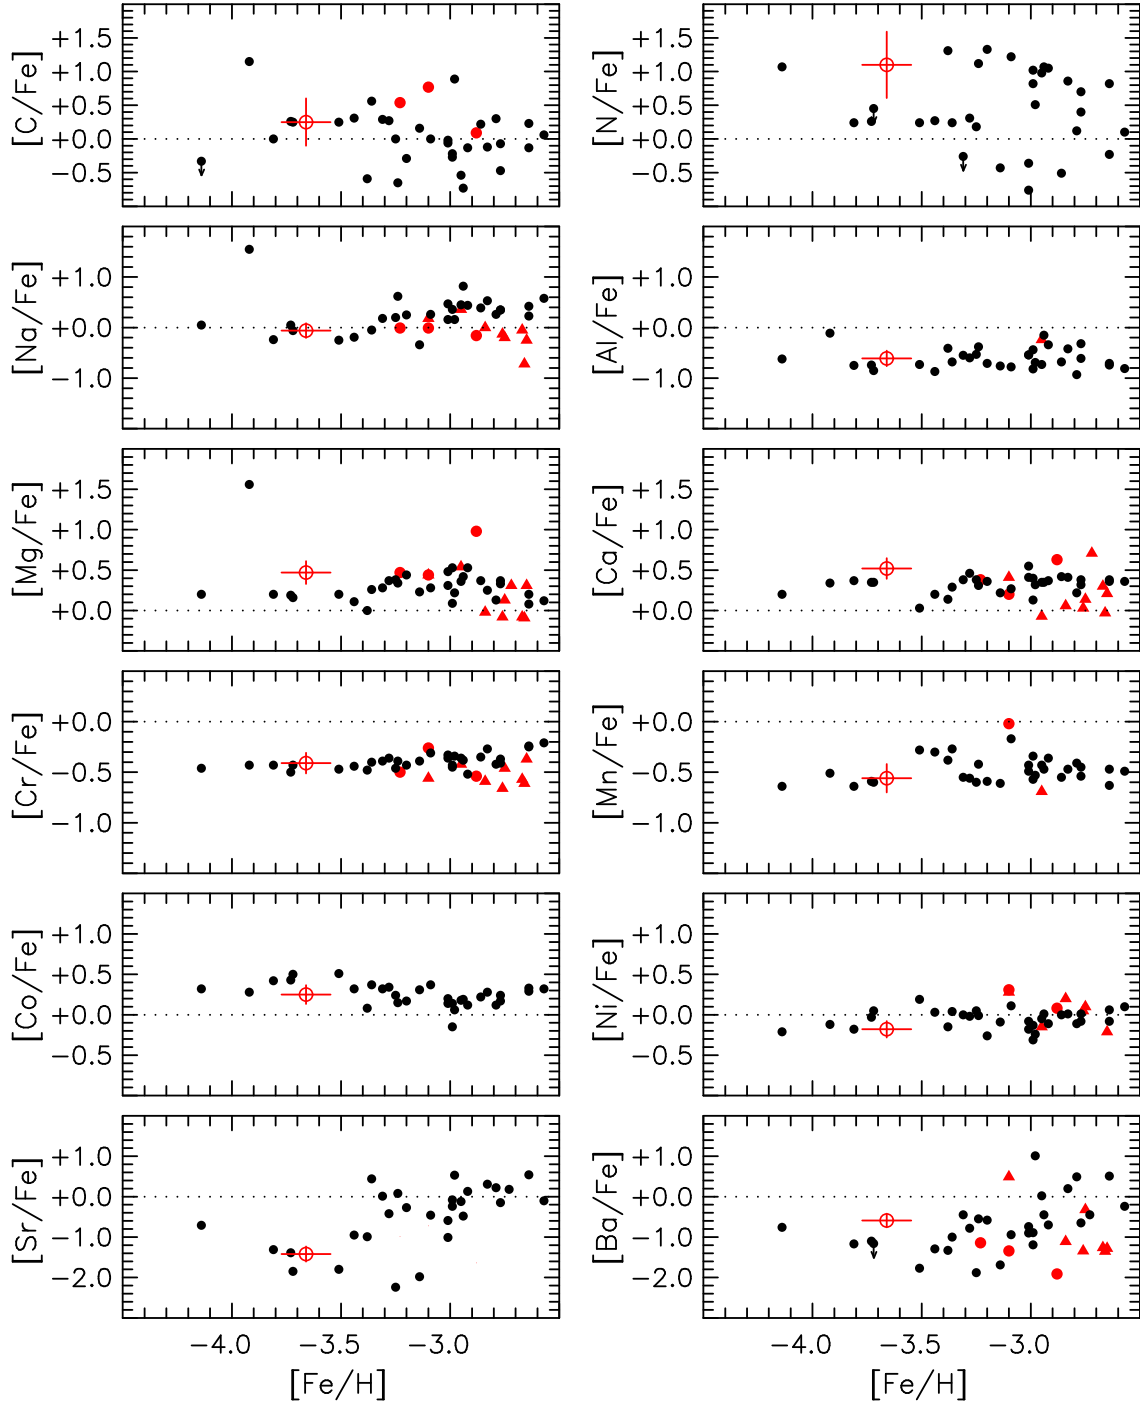 [C/Fe] +1.5 +1.0 +0.5 +0.0 −0.5
[N/Fe] +1.5 +1.0 +0.5 +0.0 −0.5
[Na/Fe] +1.0 +0.0 −1.0
[Al/Fe] +1.0 +0.0 −1.0
[Mg/Fe] +1.5 +1.0 +0.5 +0.0
[Ca/Fe] +1.5 +1.0 +0.5 +0.0
[Cr/Fe] +0.0 −0.5 −1.0
[Mn/Fe] +0.0 −0.5 −1.0
[Co/Fe] +1.0 +0.5 +0.0 −0.5
[Ni/Fe] +1.0 +0.5 +0.0 −0.5
[Sr/Fe] +1.0 +0.0 −1.0 −2.0
[Ba/Fe] +1.0 +0.0 −1.0 −2.0
−4.0 −3.5 −3.0
−4.0 −3.5 −3.0
[Fe/H]
[Fe/H]